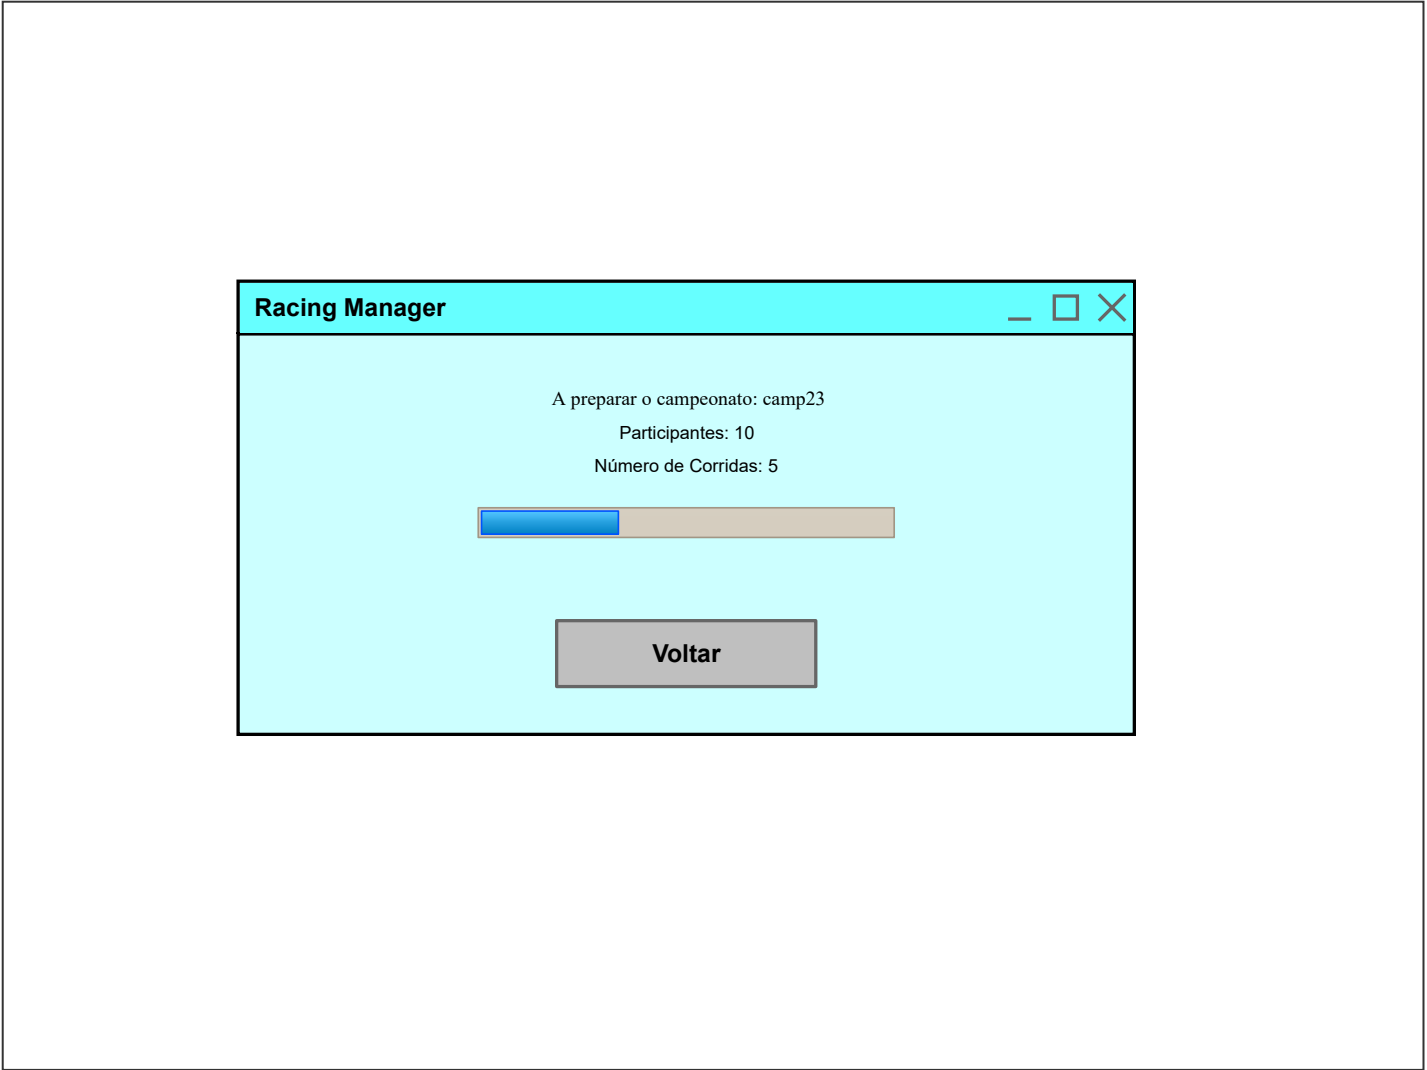 Racing Manager
A preparar o campeonato: camp23
Participantes: 10
Número de Corridas: 5
Voltar